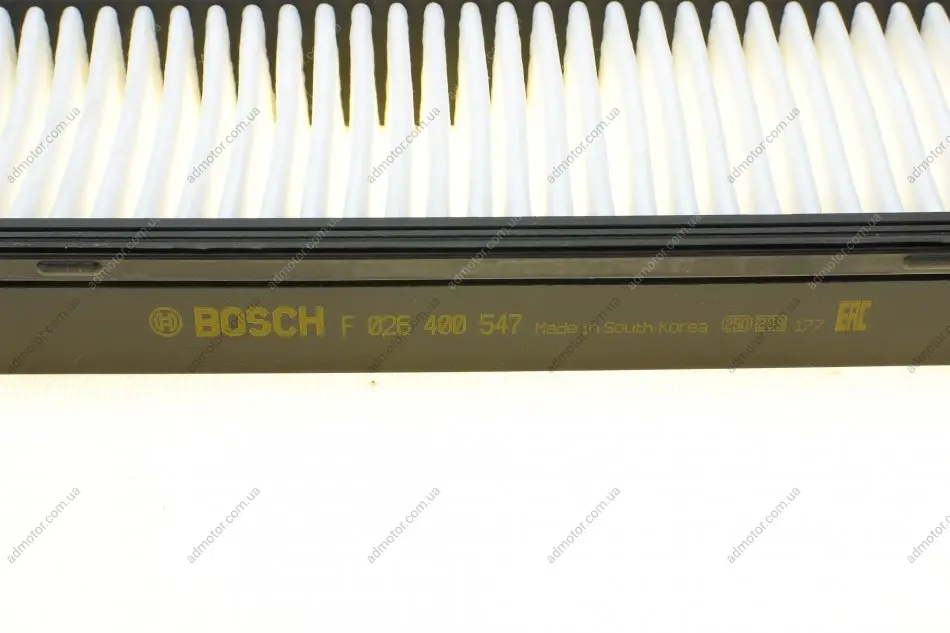 BOSCH F 026 400 547 Made in South-Korea 177 EAC
admotor.com.ua